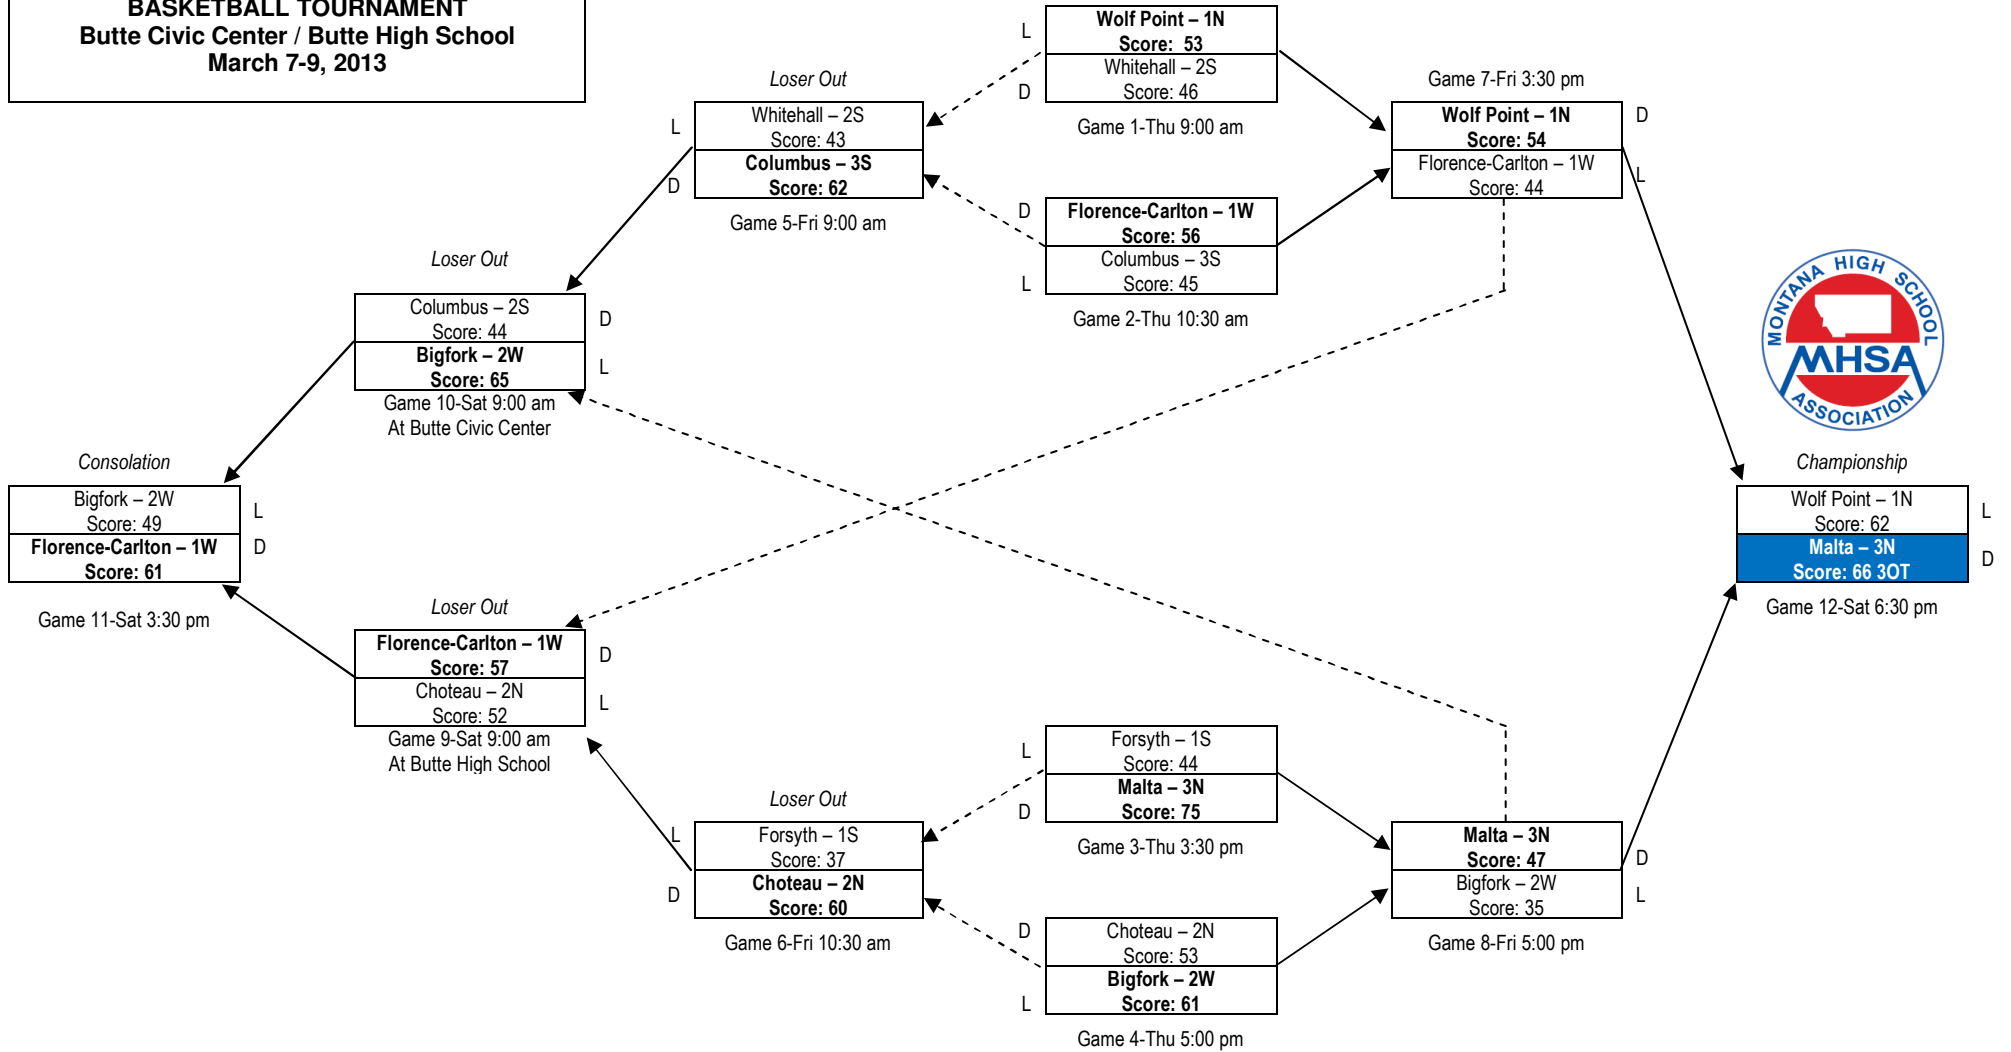 BASKETBALL TOURNAMENT
Butte Civic Center / Butte High School
March 7-9, 2013
L
Wolf Point – 1N
Score: 53
Whitehall – 2S
Score: 46
D
Game 1-Thu 9:00 am
Loser Out
L
Whitehall – 2S
Score: 43
Columbus – 3S
Score: 62
D
Game 5-Fri 9:00 am
D
Florence-Carlton – 1W
Score: 56
Columbus – 3S
Score: 45
L
Game 2-Thu 10:30 am
Game 7-Fri 3:30 pm
Wolf Point – 1N
Score: 54
D
Florence-Carlton – 1W
Score: 44
L
Loser Out
Columbus – 2S
Score: 44
D
Bigfork – 2W
Score: 65
L
Game 10-Sat 9:00 am
At Butte Civic Center
MONTANA HIGH SCHOOL
MHSA
ASSOCIATION
Consolation
Bigfork – 2W
Score: 49
L
Florence-Carlton – 1W
Score: 61
D
Game 11-Sat 3:30 pm
Championship
Wolf Point – 1N
Score: 62
L
Malta – 3N
Score: 66 3OT
D
Game 12-Sat 6:30 pm
Loser Out
Florence-Carlton – 1W
Score: 57
D
Choteau – 2N
Score: 52
L
Game 9-Sat 9:00 am
At Butte High School
Loser Out
L
Forsyth – 1S
Score: 37
Choteau – 2N
Score: 60
D
Game 6-Fri 10:30 am
L
Forsyth – 1S
Score: 44
Malta – 3N
Score: 75
D
Game 3-Thu 3:30 pm
D
Choteau – 2N
Score: 53
Bigfork – 2W
Score: 61
L
Game 4-Thu 5:00 pm
Malta – 3N
Score: 47
D
Bigfork – 2W
Score: 35
L
Game 8-Fri 5:00 pm